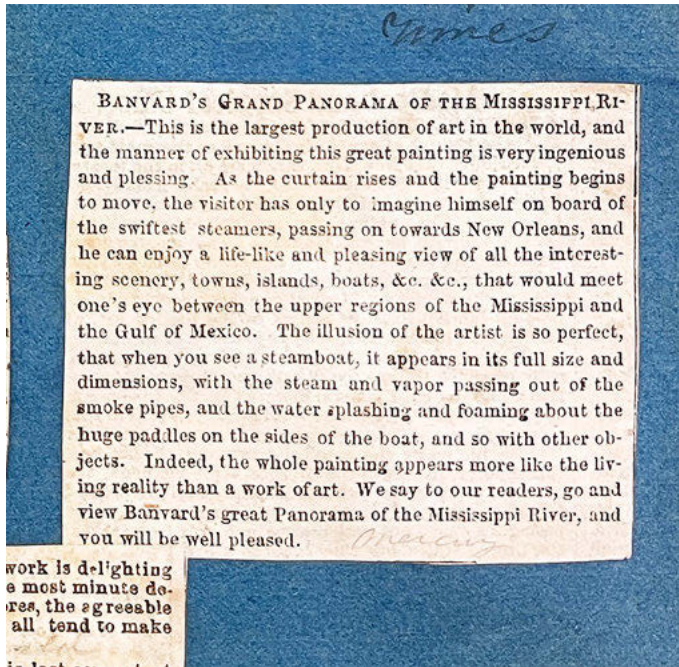 Times
BANVARD'S GRAND PANORAMA OF THE MISSISSIPPI RI-
VER.—This is the largest production of art in the world, and
the manner of exhibiting this great painting is very ingenious
and plessing. As the curtain rises and the painting begins
to move, the visitor has only to imagine himself on board of
the swiftest steamers, passing on towards New Orleans, and
he can enjoy a life-like and pleasing view of all the interest-
ing scenery, towns, islands, boats, &c. &c., that would meet
one's eye between the upper regions of the Mississippi and
the Gulf of Mexico. The illusion of the artist is so perfect,
that when you see a steamboat, it appears in its full size and
dimensions, with the steam and vapor passing out of the
smoke pipes, and the water splashing and foaming about the
huge paddles on the sides of the boat, and so with other ob-
jects. Indeed, the whole painting appears more like the liv-
ing reality than a work of art. We say to our readers, go and
view Banvard's great Panorama of the Mississippi River, and
you will be well pleased.
work is delighting
e most minute de-
ores, the agreeable
all tend to make